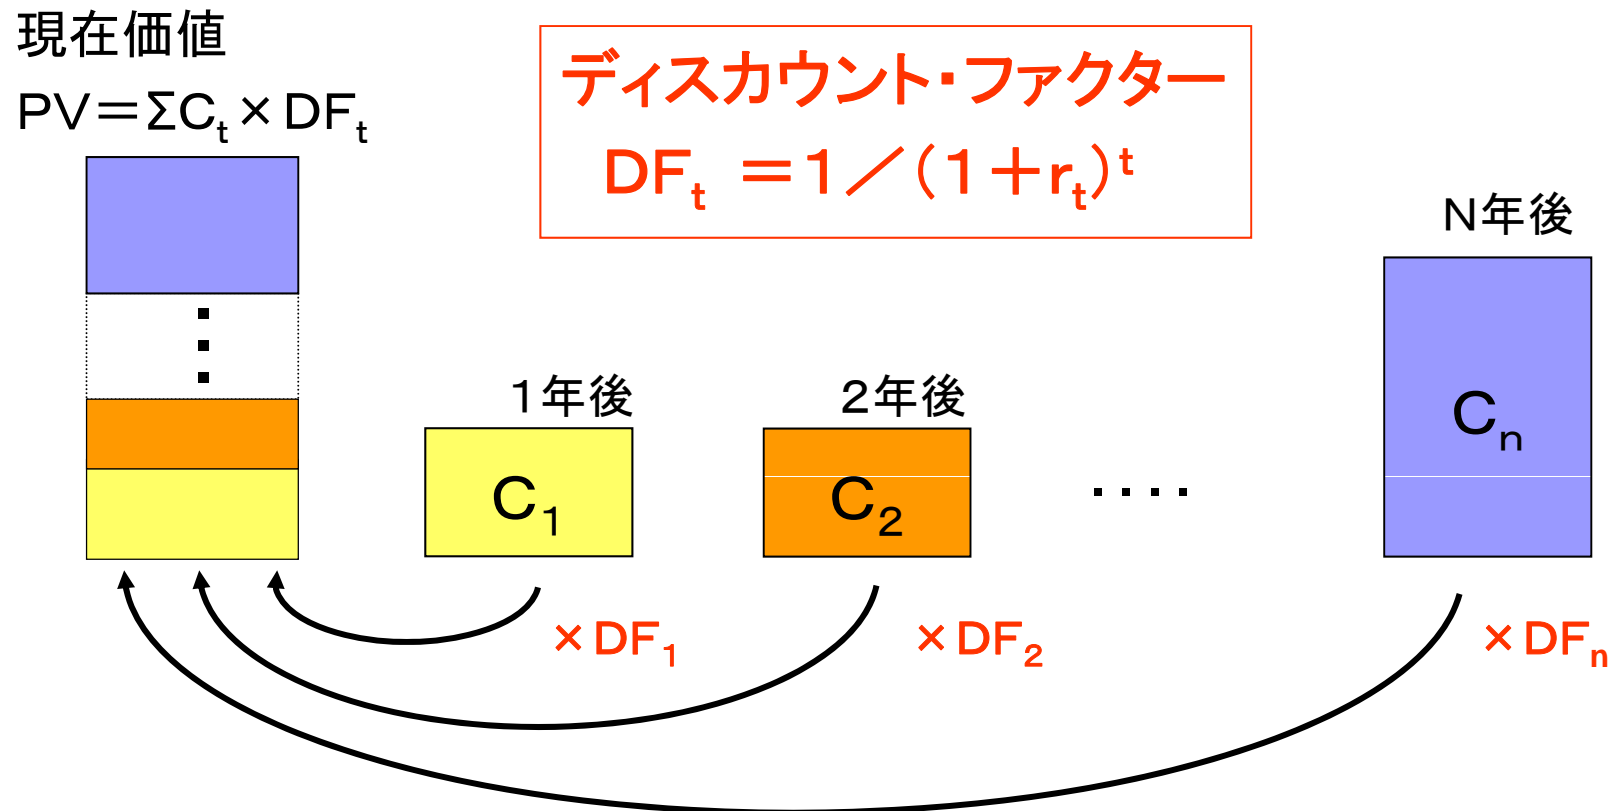 現在価値
PV=ΣCt×DFt
ディスカウント・ファクター
DFt =1/(1+rt)t
N年後
1年後
2年後
Cn
C1
C2
････
×DF1
×DF2
×DFn